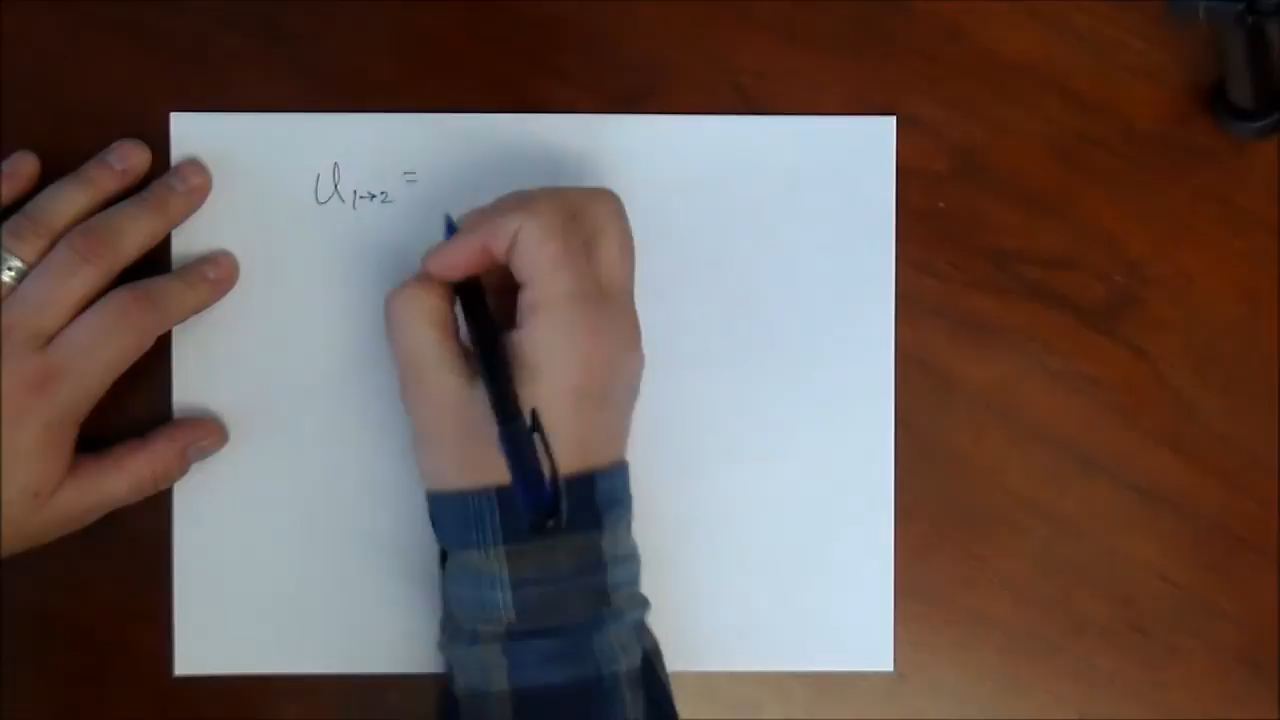 U₁→₂ =